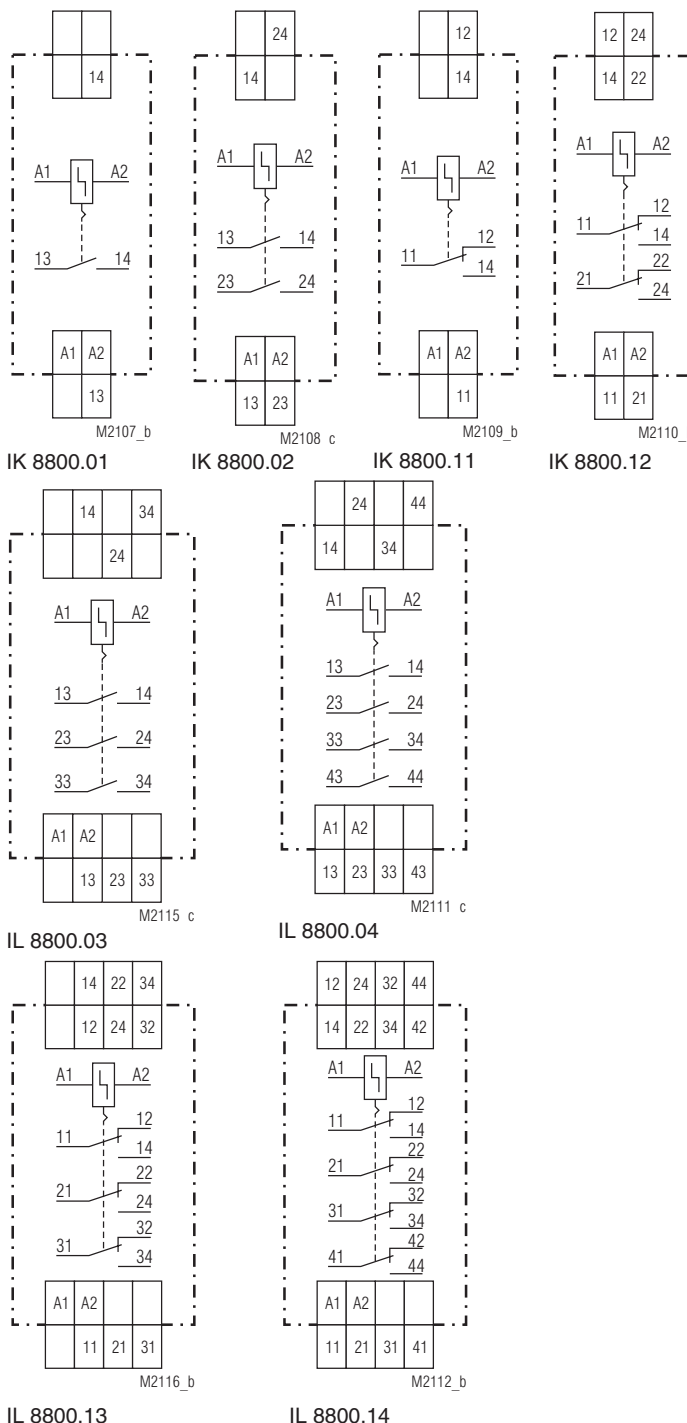 14
A1 A2
13 14
A1 A2
13
M2107_b
IK 8800.01
24
14
A1 A2
13 14
23 24
A1 A2
13 23
M2108 c
IK 8800.02
12
14
A1 A2
12
11
14
A1 A2
11
M2109_b
IK 8800.11
12 24
14 22
A1 A2
12
11
14
22
21
24
A1 A2
11 21
M2110_
IK 8800.12
14 34
24
A1 A2
13 14
23 24
33 34
A1 A2
13 23 33
M2115 c
IL 8800.03
24 44
14 34
A1 A2
13 14
23 24
33 34
43 44
A1 A2
13 23 33 43
M2111 c
IL 8800.04
14 22 34
12 24 32
A1 A2
12
11
14
22
21
24
32
31
34
A1 A2
11 21 31
M2116_b
IL 8800.13
12 24 32 44
14 22 34 42
A1 A2
12
11
14
22
21
24
32
31
34
42
41
44
A1 A2
11 21 31 41
M2112_b
IL 8800.14